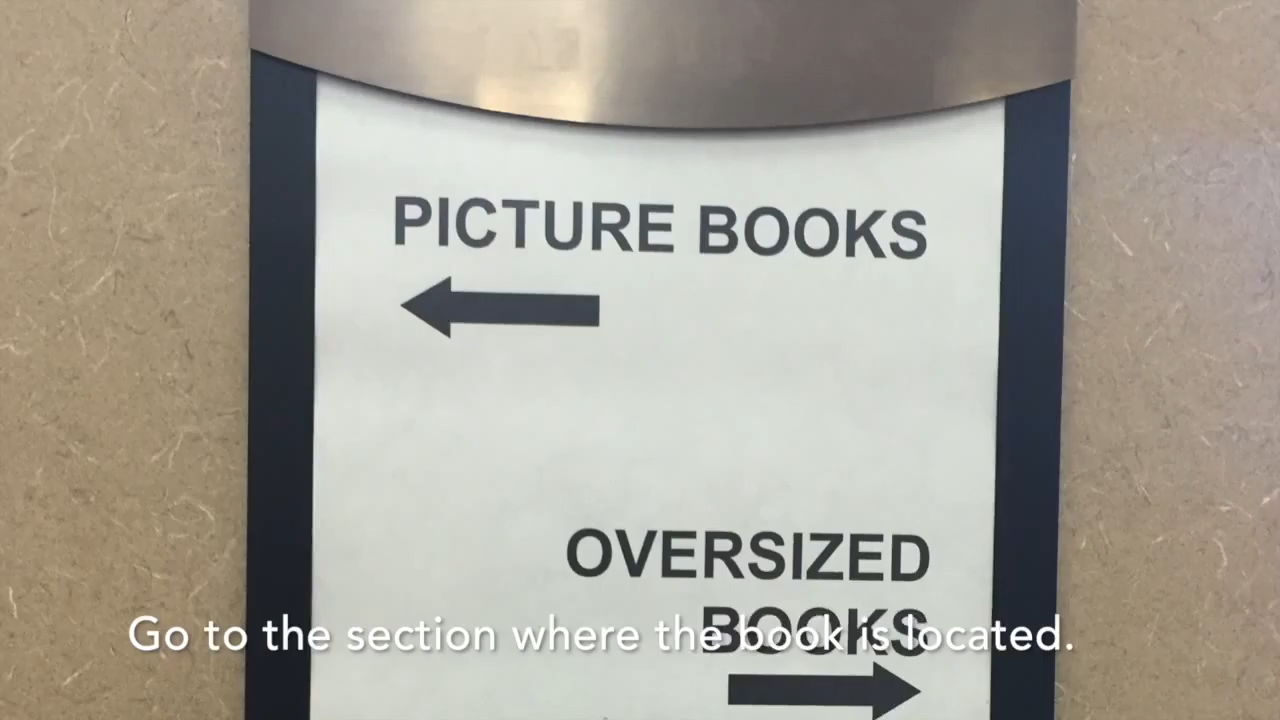 PICTURE BOOKS
OVERSIZED
BOOKS
Go to the section where the book is located.